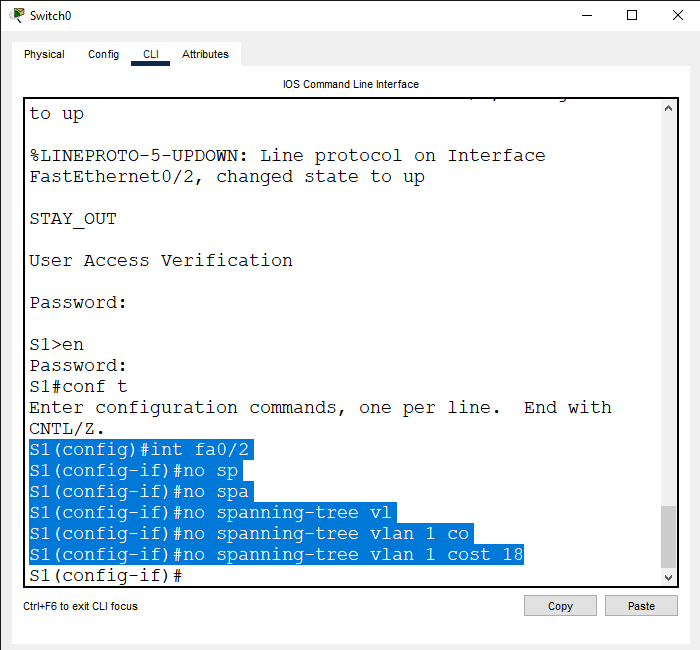 Switch0
Physical Config CLI Attributes
IOS Command Line Interface
to up
%LINEPROTO-5-UPDOWN: Line protocol on Interface
FastEthernet0/2, changed state to up
STAY_OUT
User Access Verification
Password:
S1>en
Password:
S1#conf t
Enter configuration commands, one per line.  End with
CNTL/Z.
S1(config)#int fa0/2
S1(config-if)#no sp
S1(config-if)#no spa
S1(config-if)#no spanning-tree vl
S1(config-if)#no spanning-tree vlan 1 co
S1(config-if)#no spanning-tree vlan 1 cost 18
S1(config-if)#
Ctrl+F6 to exit CLI focus
Copy Paste